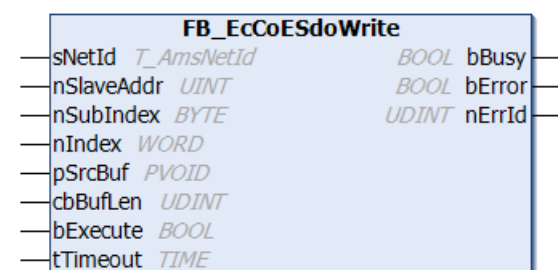 FB_EcCoESdoWrite
sNetId T_AmsNetId BOOL bBusy
nSlaveAddr UINT BOOL bError
nSubIndex BYTE UDINT nErrId
nIndex WORD
pSrcBuf PVOID
cbBufLen UDINT
bExecute BOOL
tTimeout TIME